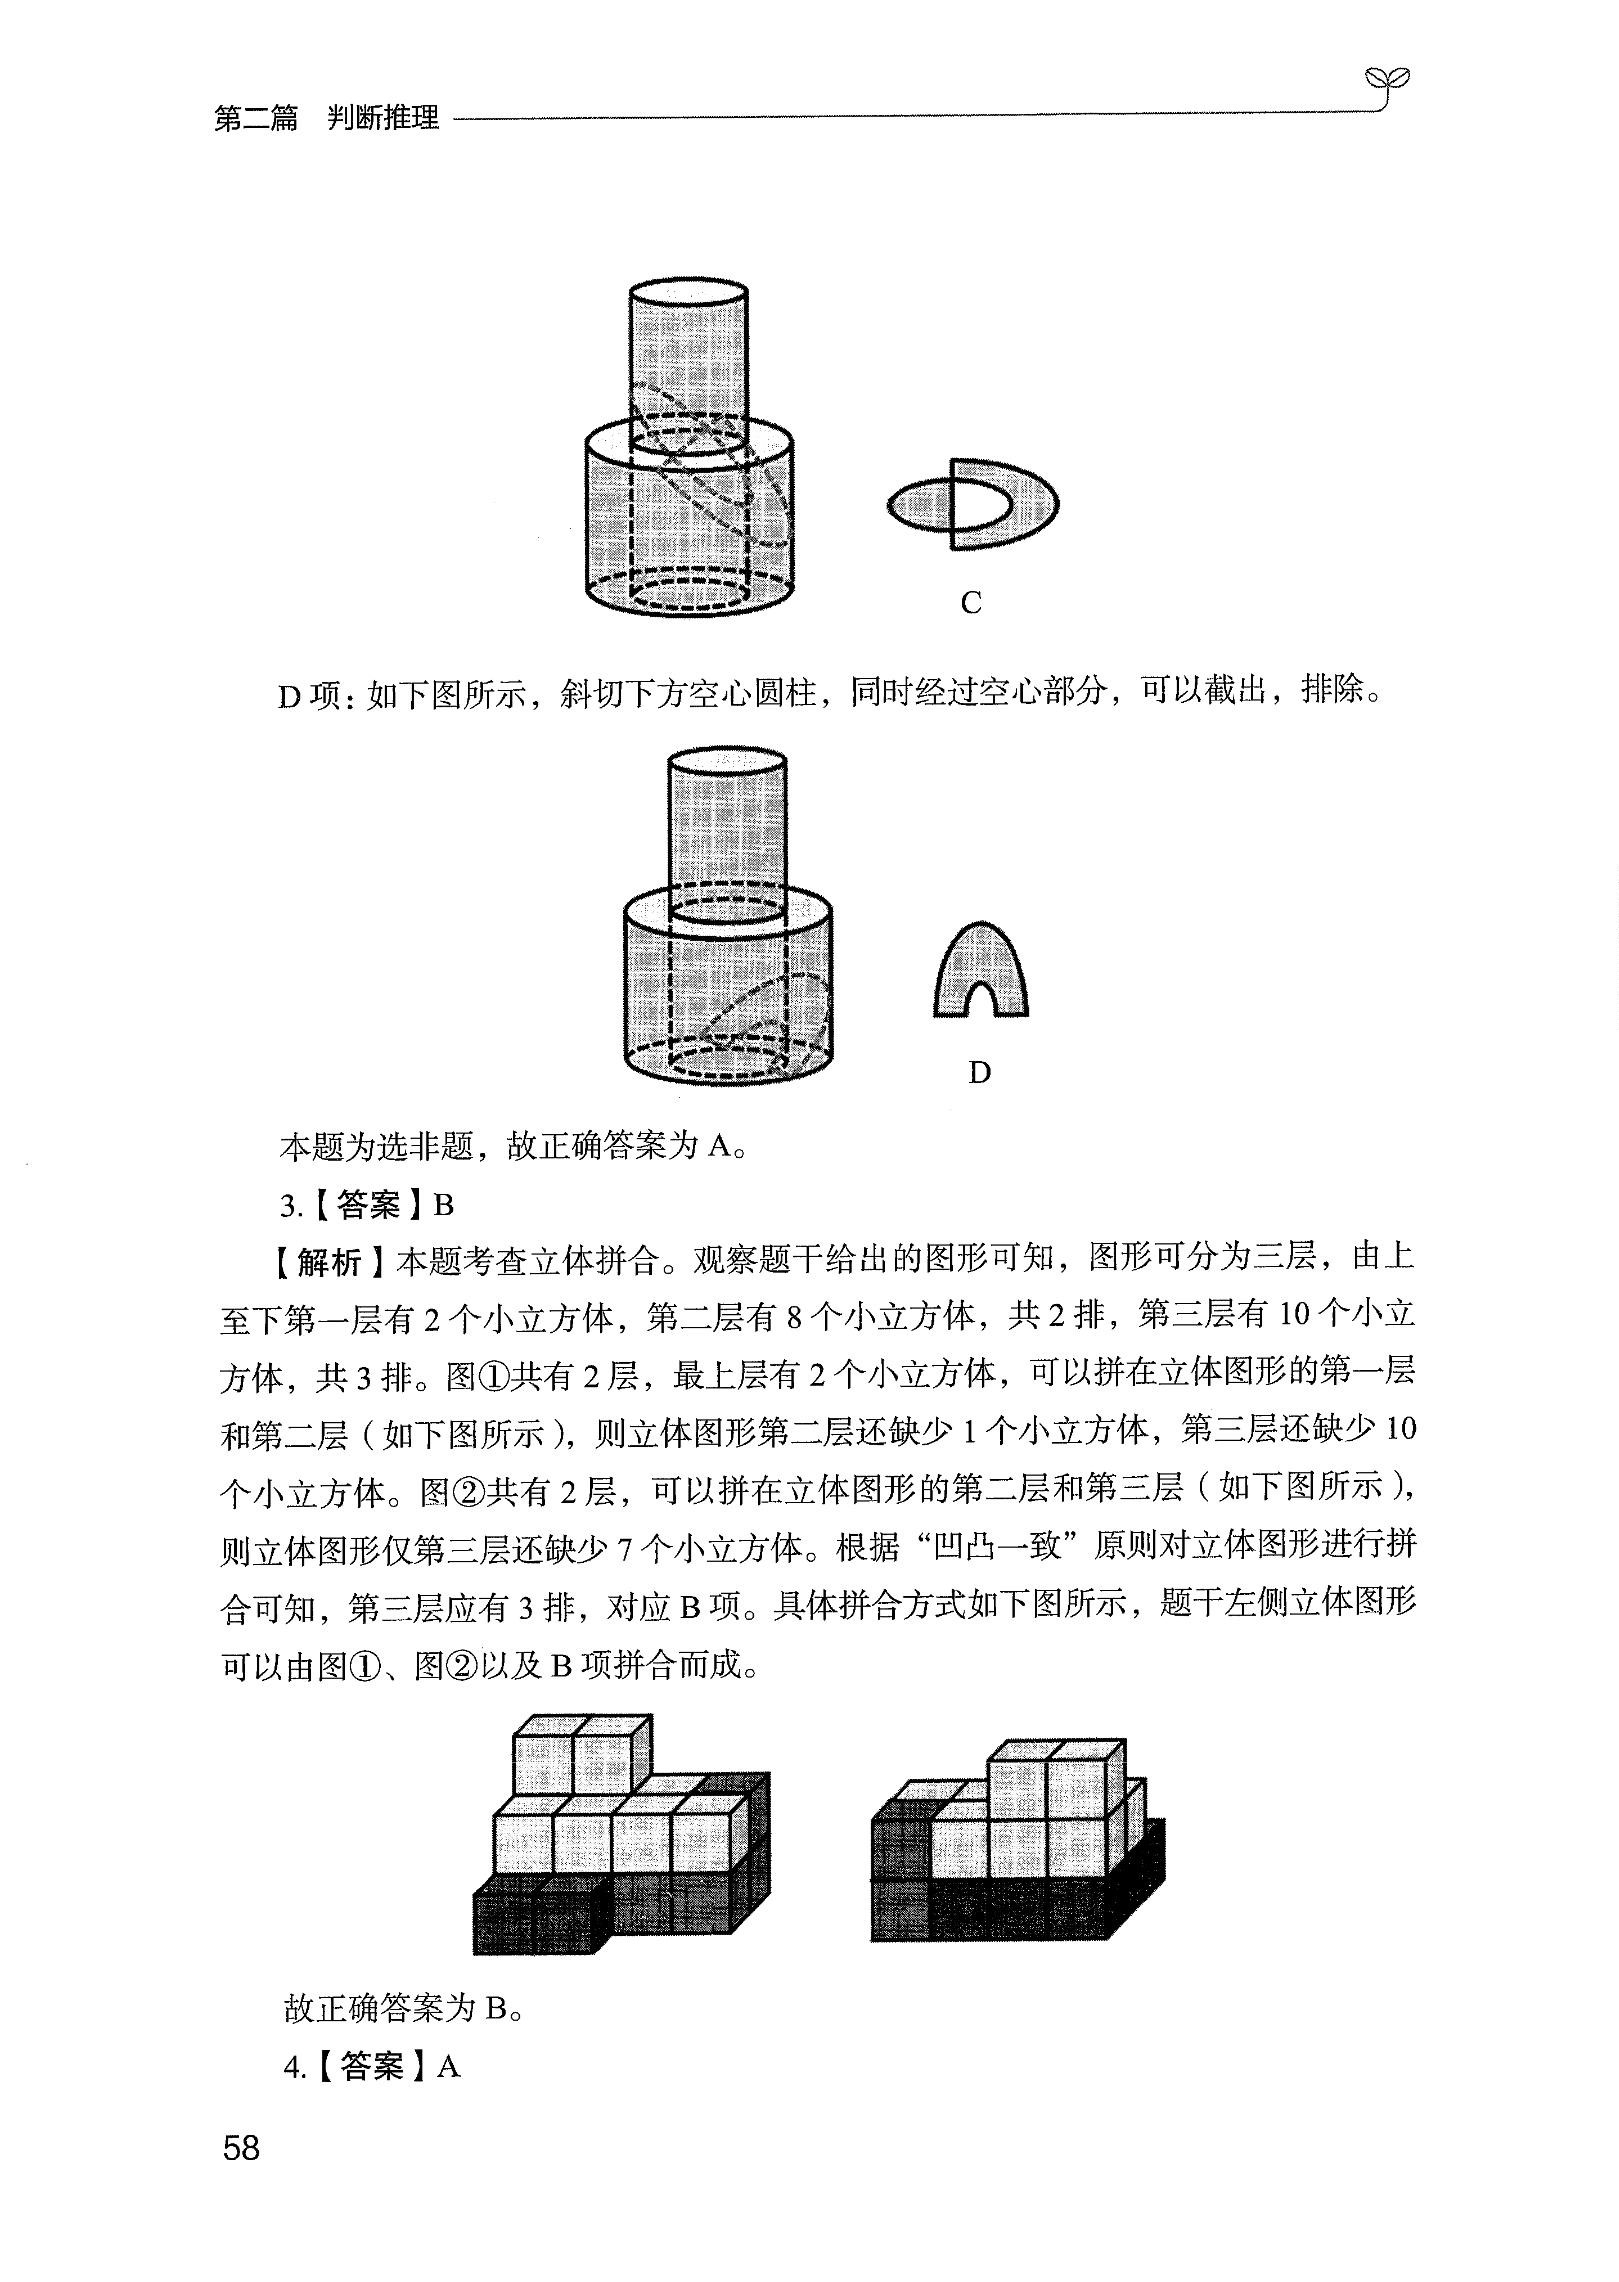 第二篇 判断推理
C
D 项：如下图所示，斜切下方空心圆柱，同时经过空心部分，可以截出，排除。
D
本题为选非题，故正确答案为 A。
3.【答案】B
【解析】本题考查立体拼合。观察题干给出的图形可知，图形可分为三层，由上
至下第一层有 2 个小立方体，第二层有 8 个小立方体，共 2 排，第三层有 10 个小立
方体，共 3 排。图①共有 2 层，最上层有 2 个小立方体，可以拼在立体图形的第一层
和第二层（如下图所示），则立体图形第二层还缺少 1 个小立方体，第三层还缺少 10
个小立方体。图②共有 2 层，可以拼在立体图形的第二层和第三层（如下图所示），
则立体图形仅第三层还缺少 7 个小立方体。根据“凹凸一致”原则对立体图形进行拼
合可知，第三层应有 3 排，对应 B 项。具体拼合方式如下图所示，题干左侧立体图形
可以由图①、图②以及 B 项拼合而成。
故正确答案为 B。
4.【答案】A
58